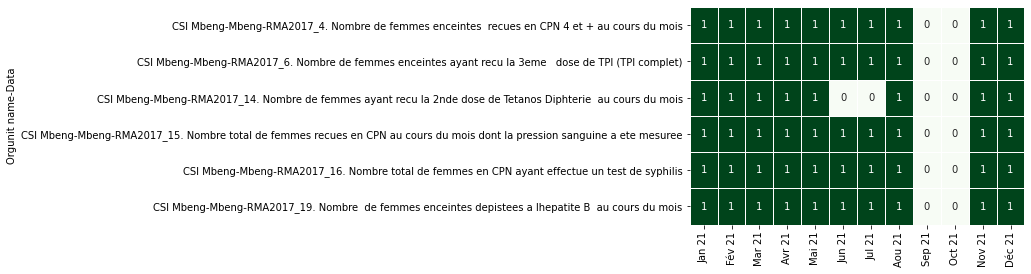 Orgunit name-Data
CSI Mbeng-Mbeng-RMA2017_4. Nombre de femmes enceintes  recues en CPN 4 et + au cours du mois 1 1 1 1 1 1 1 1 0 0 1 1
CSI Mbeng-Mbeng-RMA2017_6. Nombre de femmes enceintes ayant recu la 3eme   dose de TPI (TPI complet) 1 1 1 1 1 1 1 1 0 0 1 1
CSI Mbeng-Mbeng-RMA2017_14. Nombre de femmes ayant recu la 2nde dose de Tetanos Diphterie  au cours du mois 1 1 1 1 1 0 0 1 0 0 1 1
CSI Mbeng-Mbeng-RMA2017_15. Nombre total de femmes recues en CPN au cours du mois dont la pression sanguine a ete mesuree 1 1 1 1 1 1 1 1 0 0 1 1
CSI Mbeng-Mbeng-RMA2017_16. Nombre total de femmes en CPN ayant effectue un test de syphilis 1 1 1 1 1 1 1 1 0 0 1 1
CSI Mbeng-Mbeng-RMA2017_19. Nombre  de femmes enceintes depistees a lhepatite B  au cours du mois 1 1 1 1 1 1 1 1 0 0 1 1
Jan 21 Fév 21 Mar 21 Avr 21 Mai 21 Jun 21 Jul 21 Aou 21 Sep 21 Oct 21 Nov 21 Déc 21